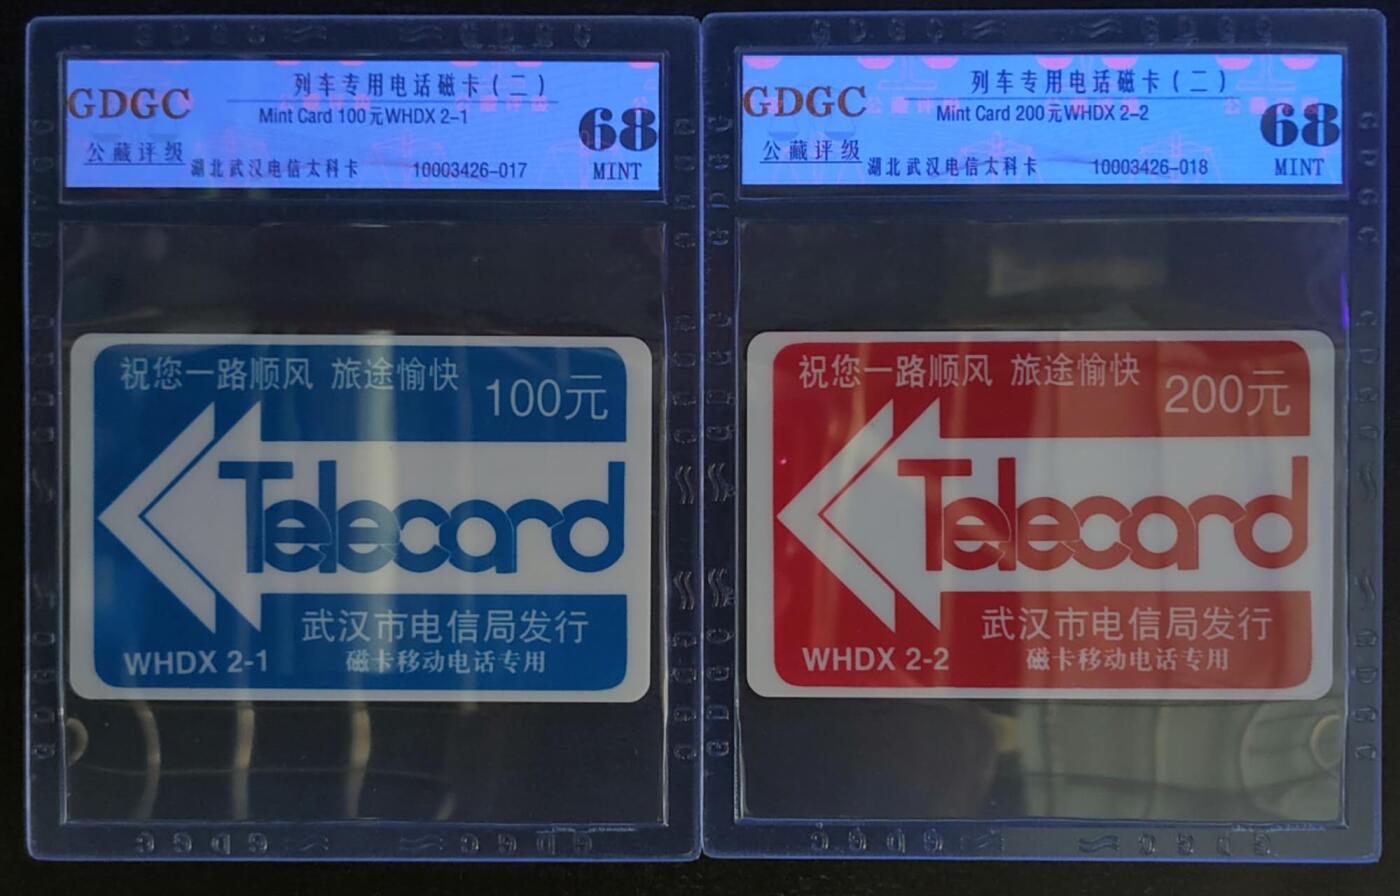 列车专用电话磁卡（二）
GDGC
Mint Card 100元WHDX 2-1
68
公藏评级
湖北武汉电信太科卡
10003426-017
MINT
祝您一路顺风 旅途愉快
100元
Telecard
武汉市电信局发行
WHDX 2-1
磁卡移动电话专用
列车专用电话磁卡（二）
GDGC
Mint Card 200元WHDX 2-2
68
公藏评级
湖北武汉电信太科卡
10003426-018
MINT
祝您一路顺风 旅途愉快
200元
Telecard
武汉市电信局发行
WHDX 2-2
磁卡移动电话专用